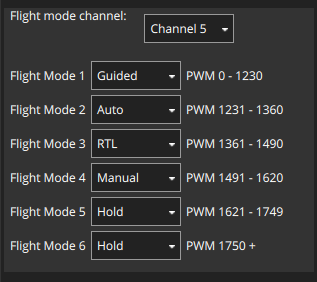 Flight mode channel:
Channel 5
Flight Mode 1 Guided PWM 0 - 1230
Flight Mode 2 Auto PWM 1231 - 1360
Flight Mode 3 RTL PWM 1361 - 1490
Flight Mode 4 Manual PWM 1491 - 1620
Flight Mode 5 Hold PWM 1621 - 1749
Flight Mode 6 Hold PWM 1750 +